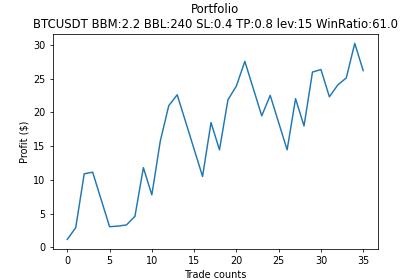 Portfolio
BTCUSDT BBM:2.2 BBL:240 SL:0.4 TP:0.8 lev:15 WinRatio:61.0
30
25
20
15
10
5
0
Profit ($)
0 5 10 15 20 25 30 35
Trade counts